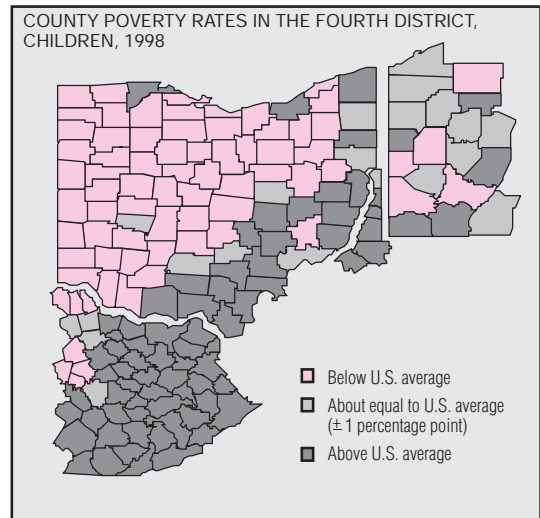 COUNTY POVERTY RATES IN THE FOURTH DISTRICT,
CHILDREN, 1998
Below U.S. average
About equal to U.S. average
(± 1 percentage point)
Above U.S. average